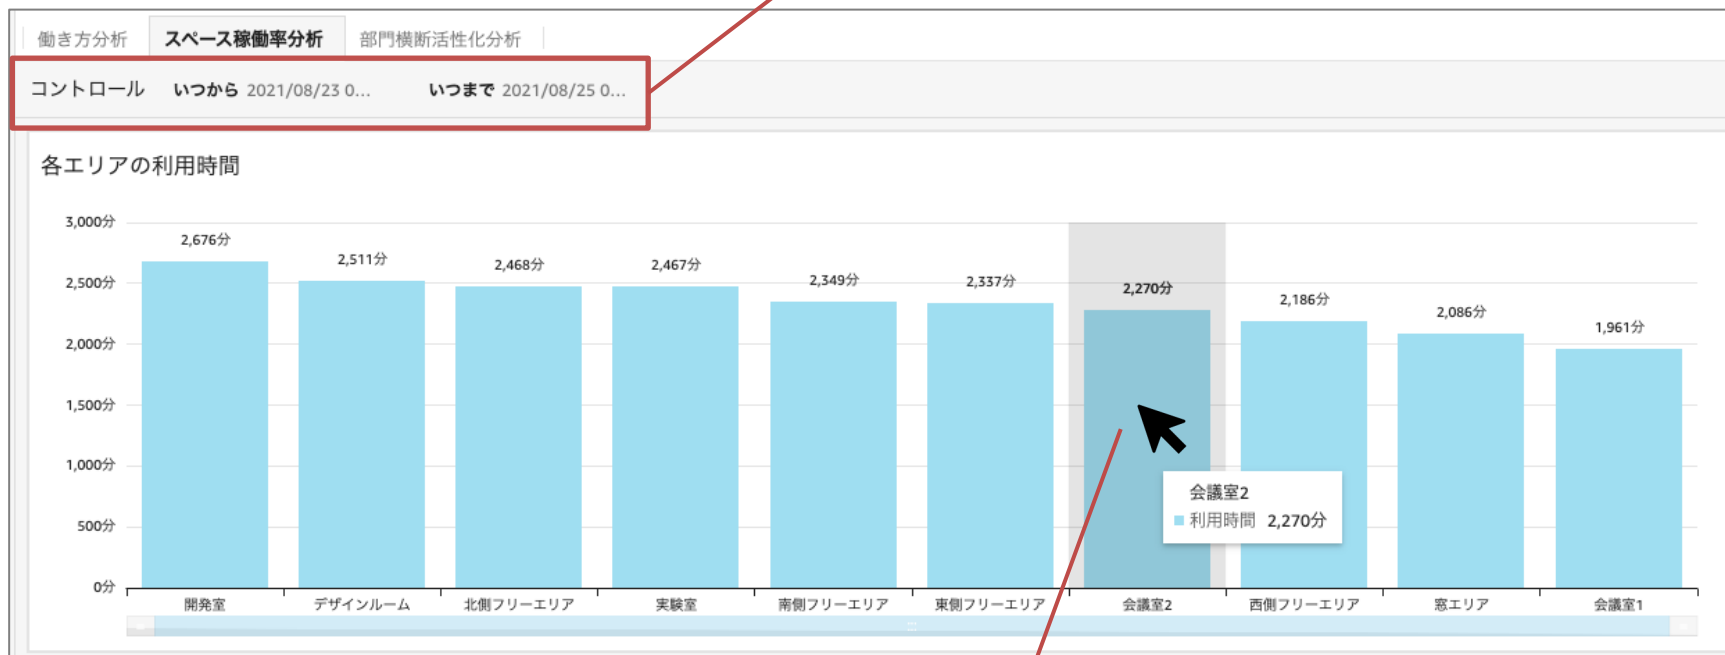 働き方分析 スペース稼働率分析 部門横断活性化分析
コントロール いつから 2021/08/23 0... いつまで 2021/08/25 0...
各エリアの利用時間
3,000分
2,500分
2,000分
1,500分
1,000分
500分
0分
2,676分 2,511分 2,468分 2,467分 2,349分 2,337分 2,270分 2,186分 2,086分 1,961分
会議室2
利用時間 2,270分
開発室 デザインルーム 北側フリーエリア 実験室 南側フリーエリア 東側フリーエリア 会議室2 西側フリーエリア 窓エリア 会議室1